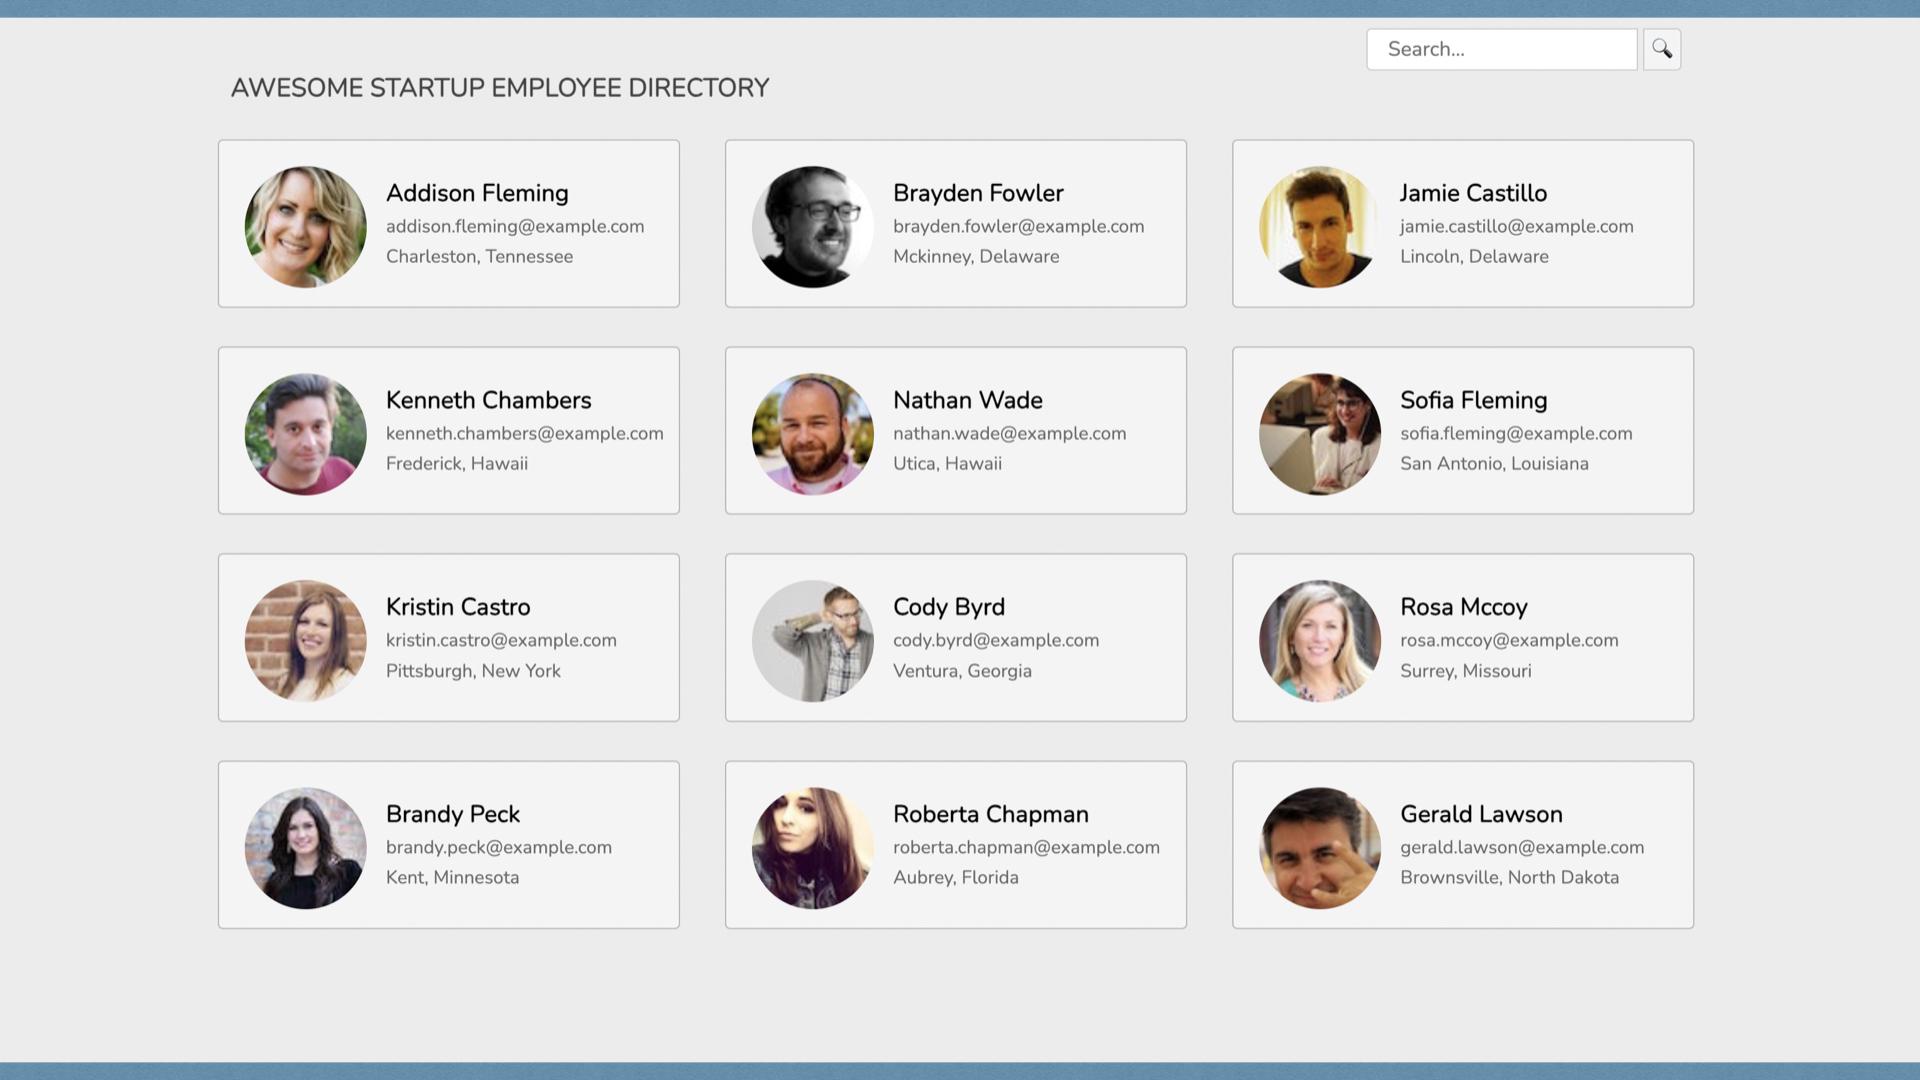 Search...
AWESOME STARTUP EMPLOYEE DIRECTORY
Addison Fleming
addison.fleming@example.com
Charleston, Tennessee
Brayden Fowler
brayden.fowler@example.com
Mckinney, Delaware
Jamie Castillo
jamie.castillo@example.com
Lincoln, Delaware
Kenneth Chambers
kenneth.chambers@example.com
Frederick, Hawaii
Nathan Wade
nathan.wade@example.com
Utica, Hawaii
Sofia Fleming
sofia.fleming@example.com
San Antonio, Louisiana
Kristin Castro
kristin.castro@example.com
Pittsburgh, New York
Cody Byrd
cody.byrd@example.com
Ventura, Georgia
Rosa Mccoy
rosa.mccoy@example.com
Surrey, Missouri
Brandy Peck
brandy.peck@example.com
Kent, Minnesota
Roberta Chapman
roberta.chapman@example.com
Aubrey, Florida
Gerald Lawson
gerald.lawson@example.com
Brownsville, North Dakota